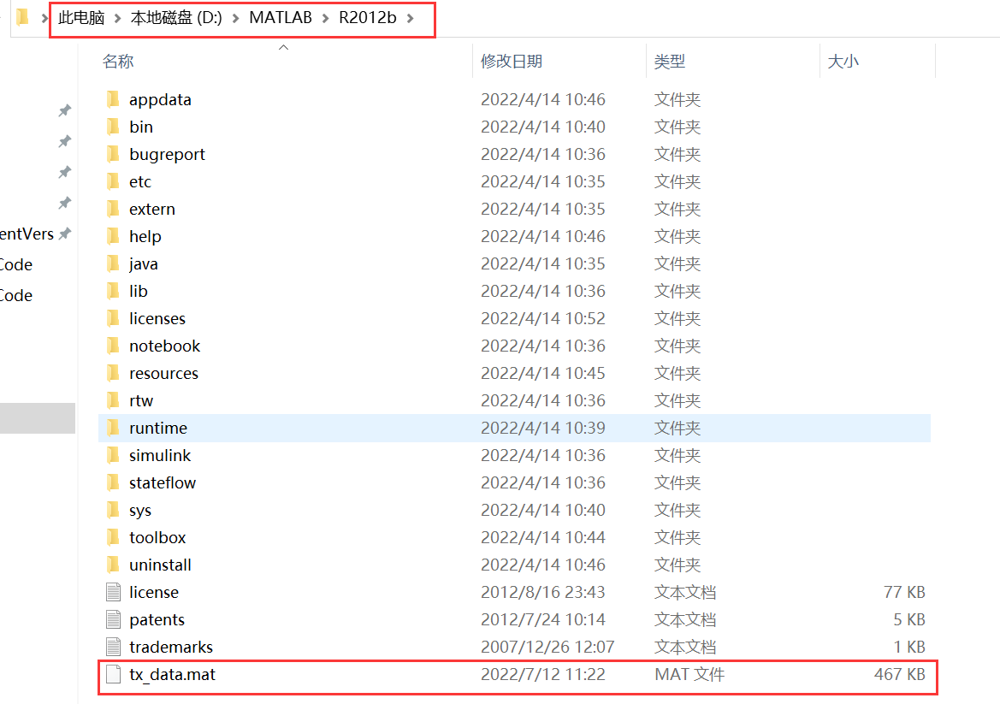 此电脑 > 本地磁盘 (D:) > MATLAB > R2012b >
名称 修改日期 类型 大小
appdata 2022/4/14 10:46 文件夹
bin 2022/4/14 10:40 文件夹
bugreport 2022/4/14 10:36 文件夹
etc 2022/4/14 10:35 文件夹
extern 2022/4/14 10:35 文件夹
entVers
help 2022/4/14 10:46 文件夹
Code
java 2022/4/14 10:35 文件夹
Code
lib 2022/4/14 10:36 文件夹
licenses 2022/4/14 10:52 文件夹
notebook 2022/4/14 10:36 文件夹
resources 2022/4/14 10:45 文件夹
rtw 2022/4/14 10:36 文件夹
runtime 2022/4/14 10:39 文件夹
simulink 2022/4/14 10:36 文件夹
stateflow 2022/4/14 10:36 文件夹
sys 2022/4/14 10:40 文件夹
toolbox 2022/4/14 10:44 文件夹
uninstall 2022/4/14 10:46 文件夹
license 2012/8/16 23:43 文本文档 77 KB
patents 2012/7/24 10:14 文本文档 5 KB
trademarks 2007/12/26 12:07 文本文档 1 KB
tx_data.mat 2022/7/12 11:22 MAT 文件 467 KB